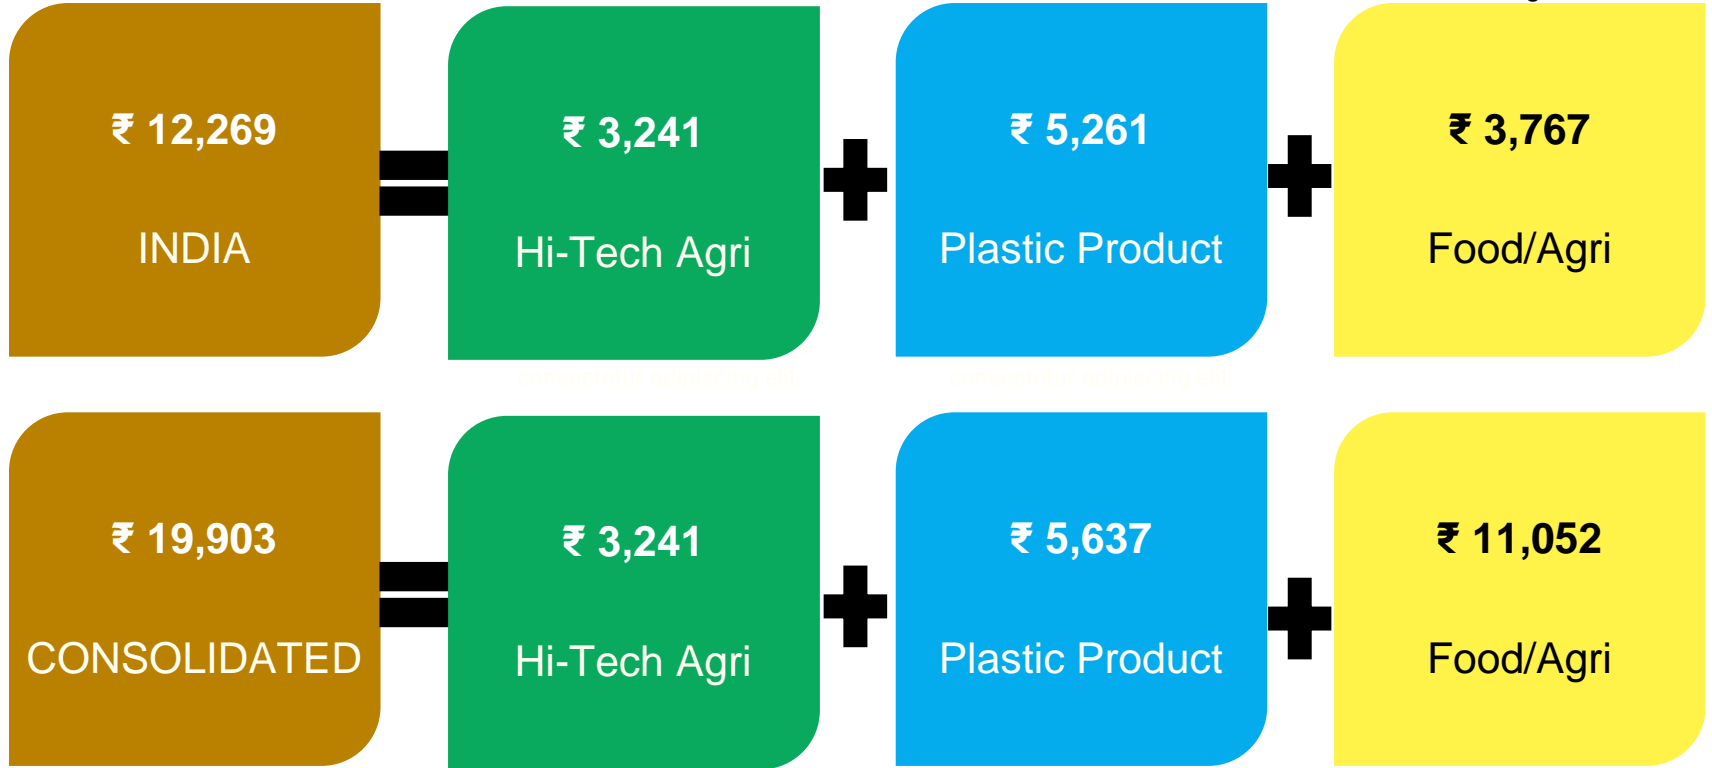 ₹ 12,269
INDIA
₹ 3,241
Hi-Tech Agri
₹ 5,261
Plastic Product
₹ 3,767
Food/Agri
₹ 19,903
CONSOLIDATED
₹ 3,241
Hi-Tech Agri
₹ 5,637
Plastic Product
₹ 11,052
Food/Agri